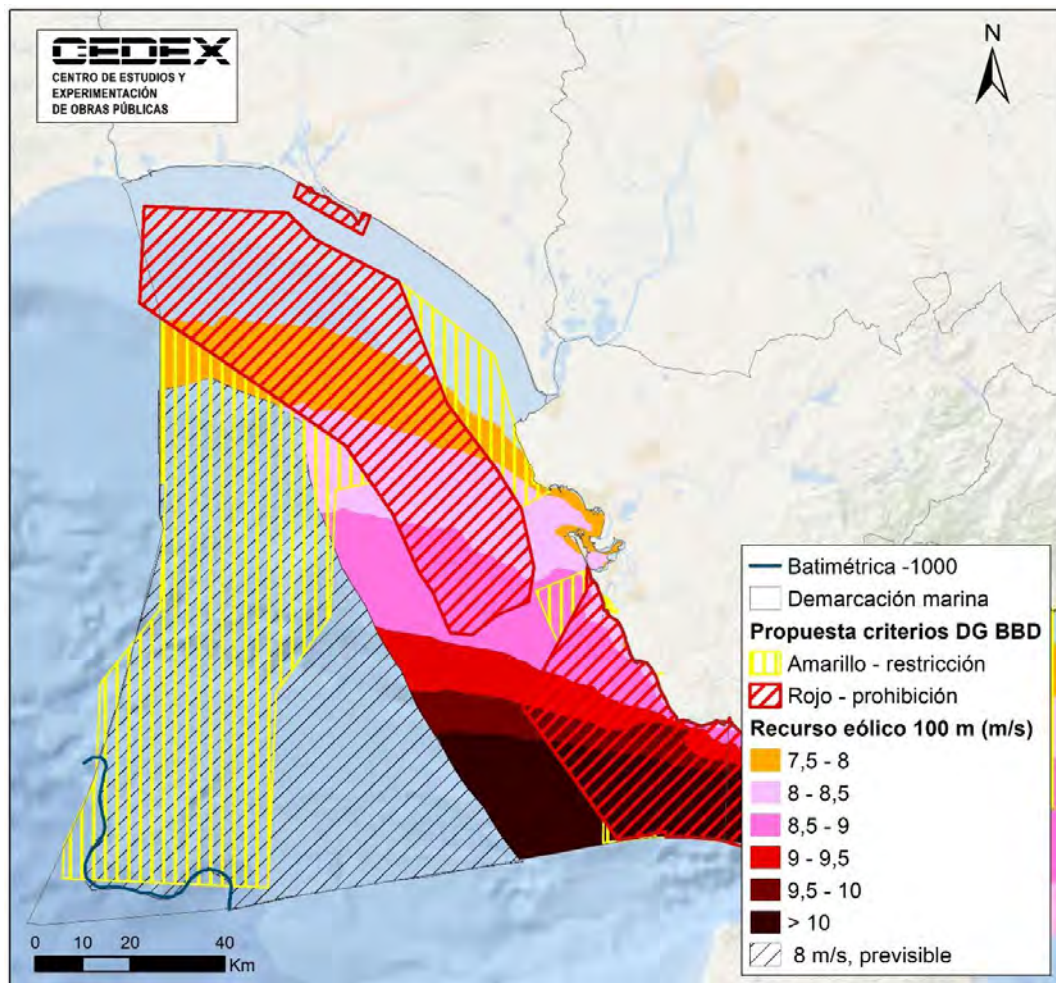 CEDEX
CENTRO DE ESTUDIOS Y
EXPERIMENTACIÓN
DE OBRAS PÚBLICAS
N
Batimétrica -1000
Demarcación marina
Propuesta criterios DG BBD
Amarillo - restricción
Rojo - prohibición
Recurso eólico 100 m (m/s)
7,5 - 8
8 - 8,5
8,5 - 9
9 - 9,5
9,5 - 10
> 10
8 m/s, previsible
0 10 20 40
Km